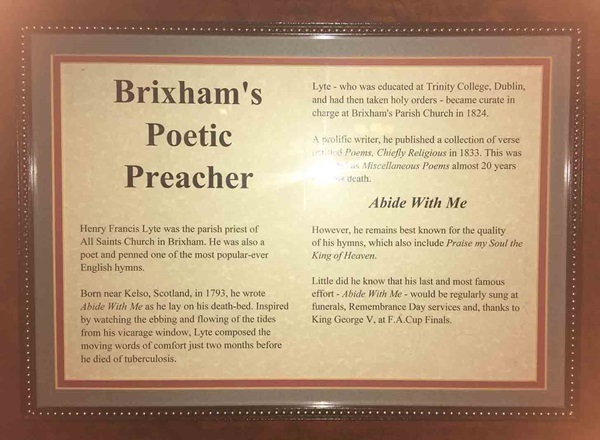 Brixham's
Poetic
Preacher
Henry Francis Lyte was the parish priest of
All Saints Church in Brixham. He was also a
poet and penned one of the most popular-ever
English hymns.
Born near Kelso, Scotland, in 1793, he wrote
Abide With Me as he lay on his death-bed. Inspired
by watching the ebbing and flowing of the tides
from his vicarage window, Lyte composed the
moving words of comfort just two months before
he died of tuberculosis.
Lyte - who was educated at Trinity College, Dublin,
and had then taken holy orders - became curate in
charge at Brixham's Parish Church in 1824.
A prolific writer, he published a collection of verse
Poems, Chiefly Religious in 1833. This was
as Miscellaneous Poems almost 20 years
death.
Abide With Me
However, he remains best known for the quality
of his hymns, which also include Praise my Soul the
King of Heaven.
Little did he know that his last and most famous
effort - Abide With Me - would be regularly sung at
funerals, Remembrance Day services and, thanks to
King George V, at F.A.Cup Finals.